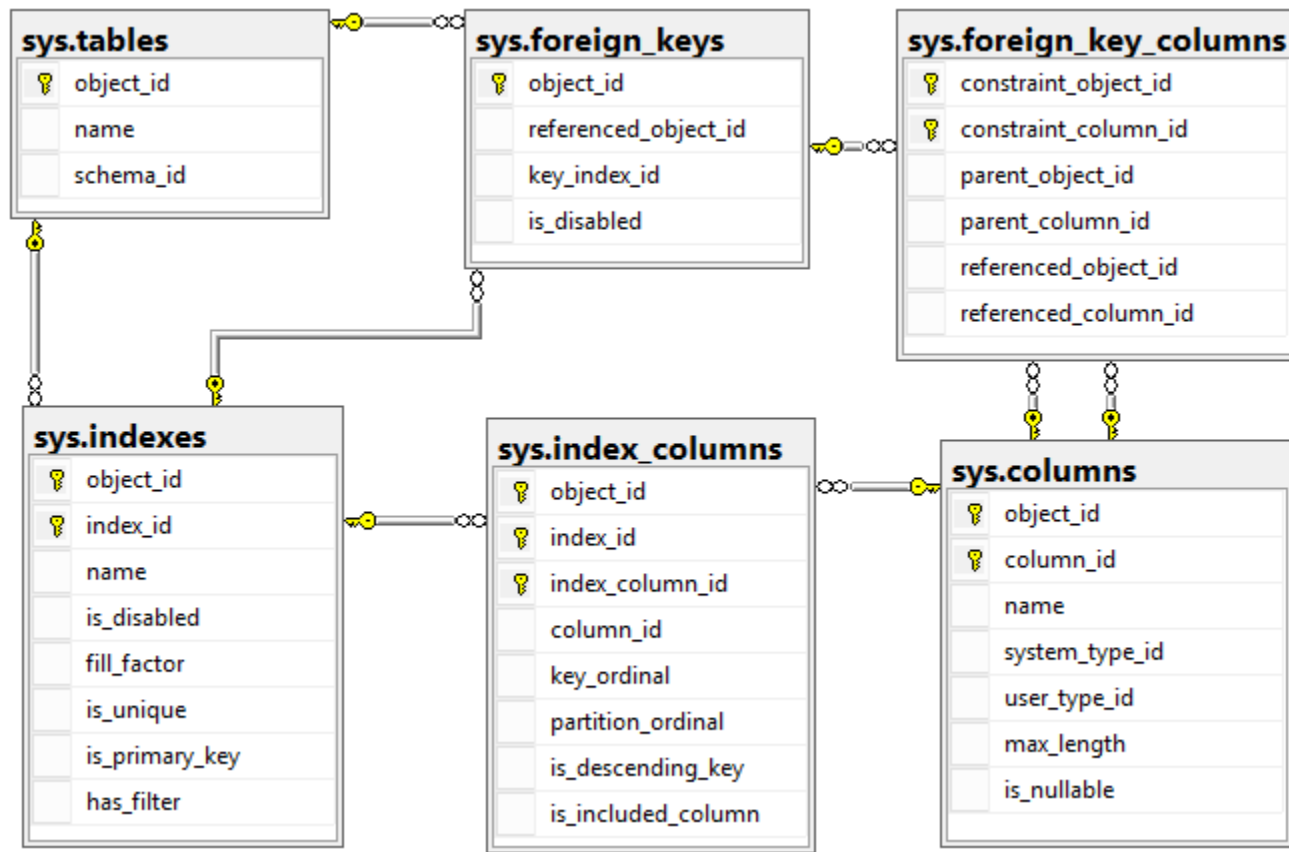 sys.tables
object_id
name
schema_id
sys.foreign_keys
object_id
referenced_object_id
key_index_id
is_disabled
sys.foreign_key_columns
constraint_object_id
constraint_column_id
parent_object_id
parent_column_id
referenced_object_id
referenced_column_id
sys.indexes
object_id
index_id
name
is_disabled
fill_factor
is_unique
is_primary_key
has_filter
sys.index_columns
object_id
index_id
index_column_id
column_id
key_ordinal
partition_ordinal
is_descending_key
is_included_column
sys.columns
object_id
column_id
name
system_type_id
user_type_id
max_length
is_nullable